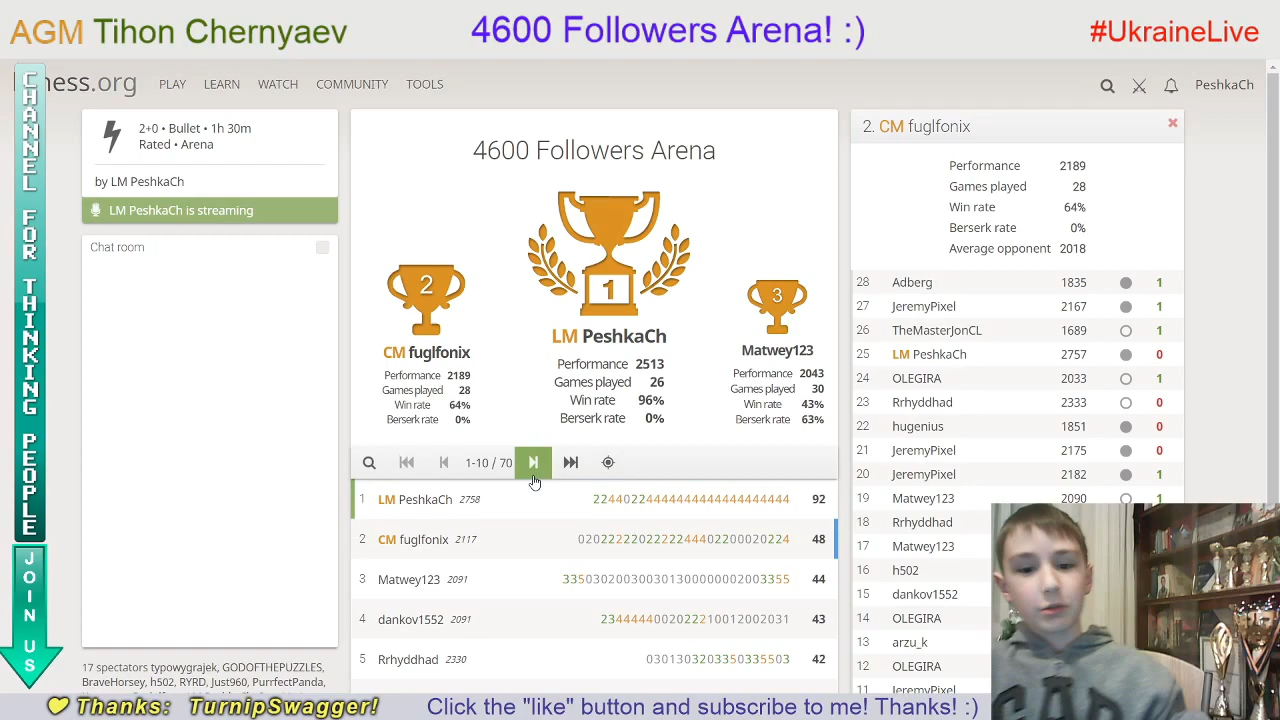 AGM Tihon Chernyaev
4600 Followers Arena! :)
#UkraineLive
CHANNEL FOR THINKING PEOPLE
JOIN US
ness.org PLAY LEARN WATCH COMMUNITY TOOLS PeshkaCh
2+0 • Bullet • 1h 30m
Rated • Arena
by LM PeshkaCh
LM PeshkaCh is streaming
Chat room
17 spectators typowygrajek, GODOFTHEPUZZLES,
BraveHorsey, h502, RYRD, Just960, PurrfectPanda,
4600 Followers Arena
2
CM fuglfonix
Performance 2189
Games played 28
Win rate 64%
Berserk rate 0%
1
LM PeshkaCh
Performance 2513
Games played 26
Win rate 96%
Berserk rate 0%
3
Matwey123
Performance 2043
Games played 30
Win rate 43%
Berserk rate 63%
1-10 / 70
1 LM PeshkaCh 2758 22440224444444444444444444 92
2 CM fuglfonix 2117 020222202222244402200020224 48
3 Matwey123 2091 335030200300301300000002003355 44
4 dankov1552 2091 2344444002022210012002031 43
5 Rrhyddhad 2330 0301303203350335503 42
2. CM fuglfonix
Performance 2189
Games played 28
Win rate 64%
Berserk rate 0%
Average opponent 2018
28 Adberg 1835 1
27 JeremyPixel 2167 1
26 TheMasterJonCL 1689 1
25 LM PeshkaCh 2757 0
24 OLEGIRA 2033 1
23 Rrhyddhad 2333 0
22 hugenius 1851 0
21 JeremyPixel 2175 0
20 JeremyPixel 2182 1
19 Matwey123 2090 1
18 Rrhyddhad
17 Matwey123
16 h502
15 dankov1552
14 OLEGIRA
13 arzu_k
12 OLEGIRA
11 JeremyPixel
Thanks: TurnipSwagger!
Click the "like" button and subscribe to me! Thanks! :)